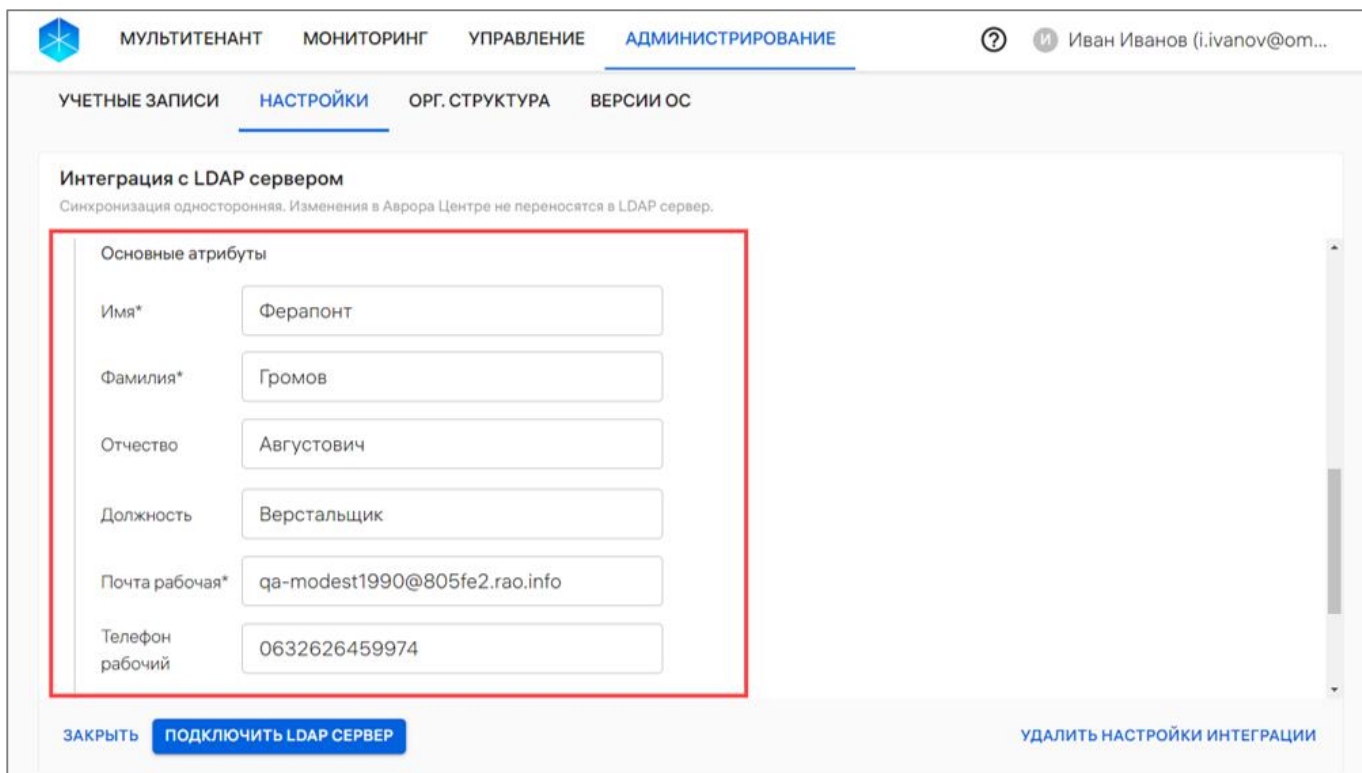 МУЛЬТИТЕНАНТ МОНИТОРИНГ УПРАВЛЕНИЕ АДМИНИСТРИРОВАНИЕ ? И Иван Иванов (i.ivanov@om...
УЧЕТНЫЕ ЗАПИСИ НАСТРОЙКИ ОРГ. СТРУКТУРА ВЕРСИИ ОС
Интеграция с LDAP сервером
Синхронизация односторонняя. Изменения в Аврора Центре не переносятся в LDAP сервер.
Основные атрибуты
Имя* Ферапонт
Фамилия* Громов
Отчество Августович
Должность Верстальщик
Почта рабочая* qa-modest1990@805fe2.rao.info
Телефон
рабочий 0632626459974
ЗАКРЫТЬ ПОДКЛЮЧИТЬ LDAP СЕРВЕР УДАЛИТЬ НАСТРОЙКИ ИНТЕГРАЦИИ